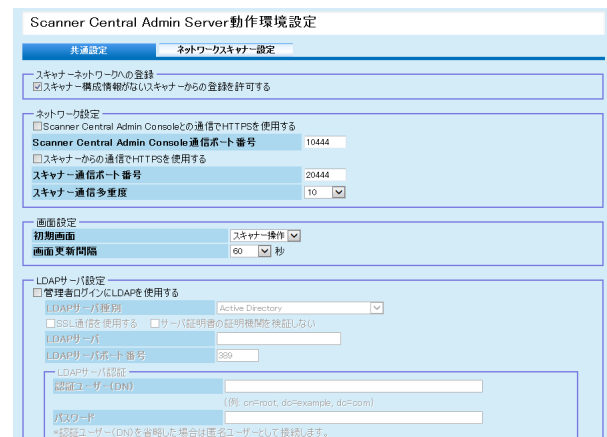 Scanner Central Admin Server動作環境設定
共通設定 ネットワークスキャナー設定
スキャナーネットワークへの登録
スキャナー構成情報がないスキャナーからの登録を許可する
ネットワーク設定
Scanner Central Admin Consoleとの通信でHTTPSを使用する
Scanner Central Admin Console通信ポート番号 10444
スキャナーからの通信でHTTPSを使用する
スキャナー通信ポート番号 20444
スキャナー通信多重度 10
画面設定
初期画面 スキャナー操作
画面更新間隔 60 秒
LDAPサーバ設定
管理者ログインにLDAPを使用する
LDAPサーバ種別 Active Directory
SSL通信を使用する サーバ証明書の証明機関を検証しない
LDAPサーバ
LDAPサーバポート番号 389
LDAPサーバ認証
認証ユーザー(DN)
(例: cn=root, dc=example, dc=com)
パスワード
*認証ユーザー(DN)を省略した場合は匿名ユーザーとして接続します。